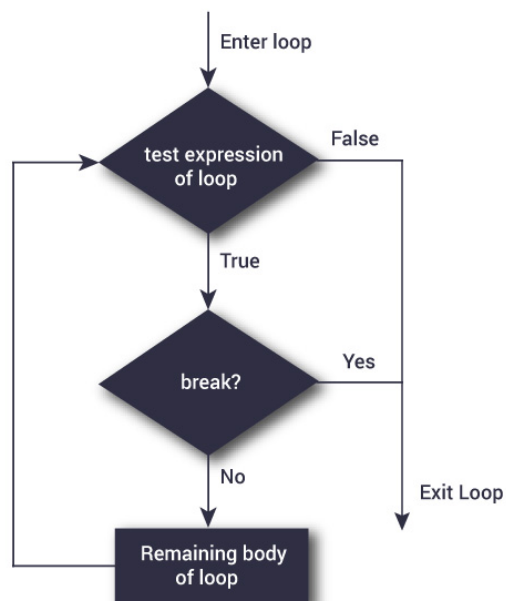 Enter loop
test expression
of loop
False
True
break?
Yes
No
Exit Loop
Remaining body
of loop